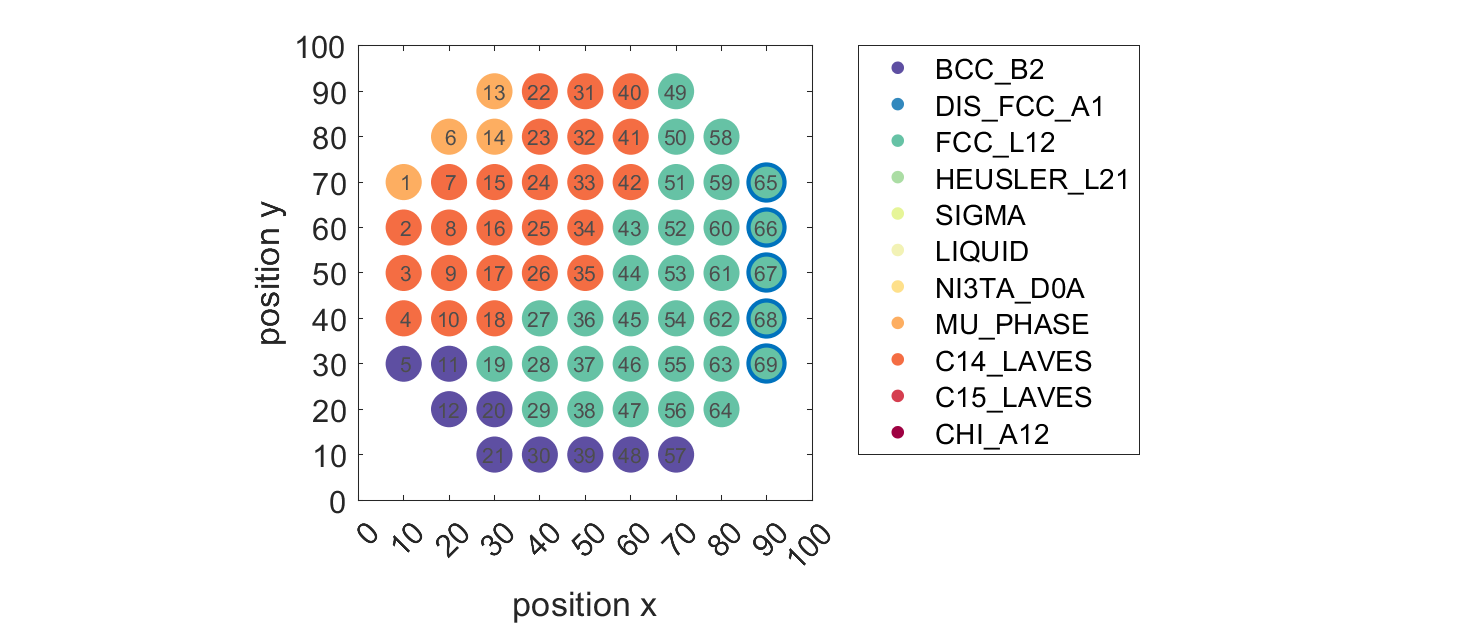 100
90
80
70
60
50
40
30
20
10
0
13 22 31 40 49
6 14 23 32 41 50 58
1 7 15 24 33 42 51 59 65
2 8 16 25 34 43 52 60 66
3 9 17 26 35 44 53 61 67
4 10 18 27 36 45 54 62 68
5 11 19 28 37 46 55 63 69
12 20 29 38 47 56 64
21 30 39 48 57
0 10 20 30 40 50 60 70 80 90 100
position x
position y
BCC_B2
DIS_FCC_A1
FCC_L12
HEUSLER_L21
SIGMA
LIQUID
NI3TA_D0A
MU_PHASE
C14_LAVES
C15_LAVES
CHI_A12